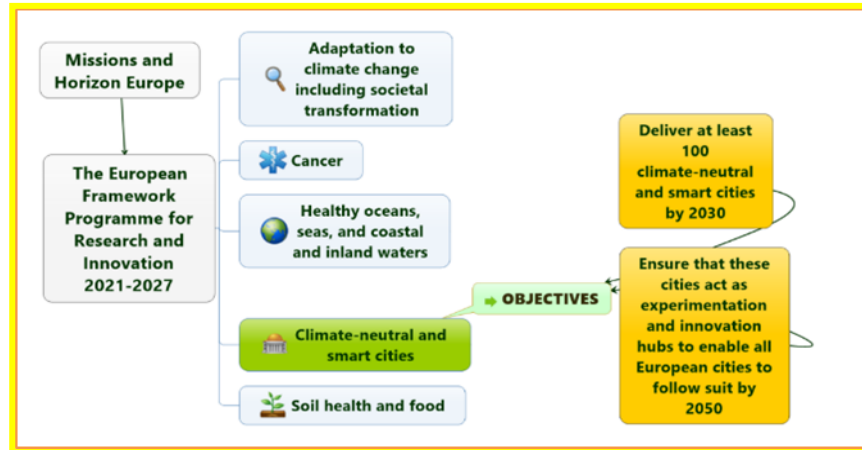 Missions and
Horizon Europe
The European
Framework
Programme for
Research and
Innovation
2021-2027
Adaptation to
climate change
including societal
transformation
Cancer
Healthy oceans,
seas, and coastal
and inland waters
Climate-neutral and
smart cities
Soil health and food
OBJECTIVES
Deliver at least
100
climate-neutral
and smart cities
by 2030
Ensure that these
cities act as
experimentation
and innovation
hubs to enable all
European cities to
follow suit by
2050